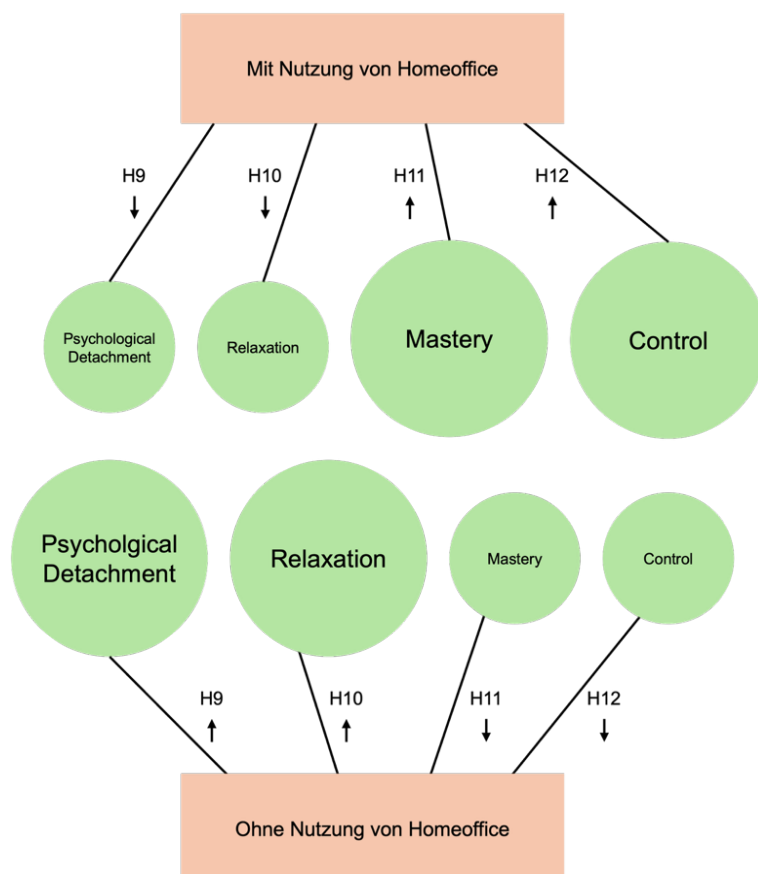 Mit Nutzung von Homeoffice
H9
H10
H11
H12
↓
↓
↑
↑
Psychological
Detachment
Relaxation
Mastery
Control
Psycholgical
Detachment
Relaxation
Mastery
Control
H9
H10
H11
H12
↑
↑
↓
↓
Ohne Nutzung von Homeoffice